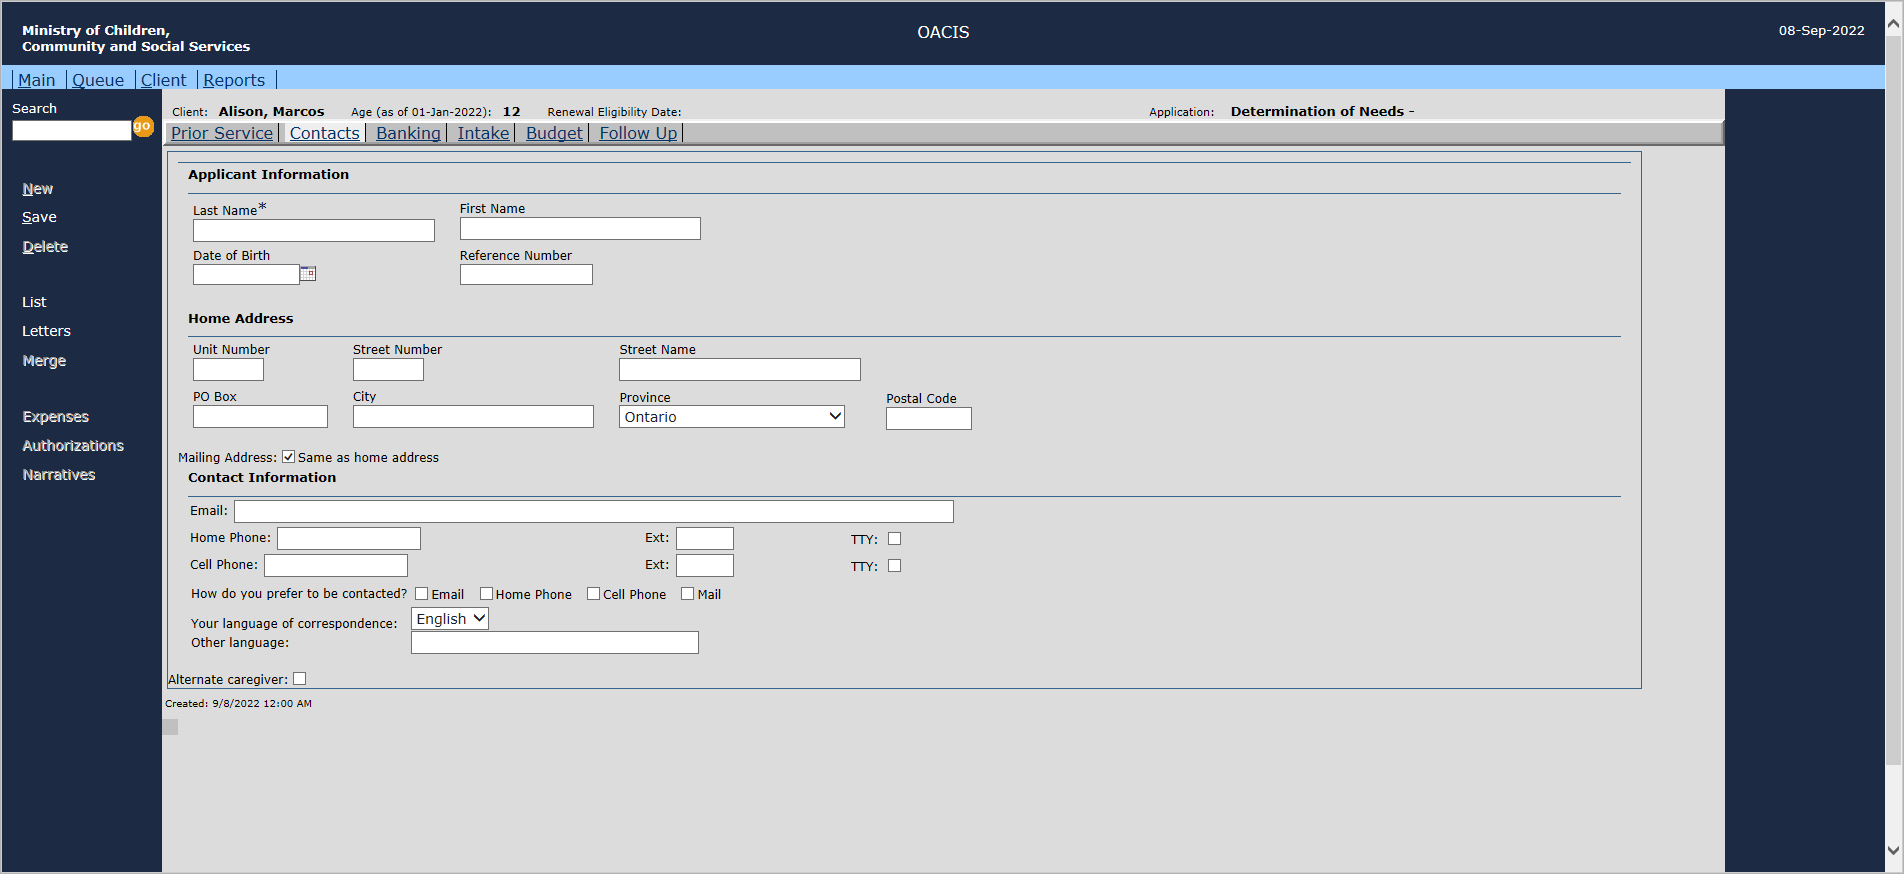 Ministry of Children,
Community and Social Services
OACIS
08-Sep-2022
Main Queue Client Reports
Search
go
Client: Alison, Marcos Age (as of 01-Jan-2022): 12 Renewal Eligibility Date: Application: Determination of Needs -
Prior Service Contacts Banking Intake Budget Follow Up
New
Save
Delete
List
Letters
Merge
Expenses
Authorizations
Narratives
Applicant Information
Last Name* First Name
Date of Birth Reference Number
Home Address
Unit Number Street Number Street Name
PO Box City Province Postal Code
Ontario
Mailing Address: Same as home address
Contact Information
Email:
Home Phone: Ext: TTY:
Cell Phone: Ext: TTY:
How do you prefer to be contacted? Email Home Phone Cell Phone Mail
Your language of correspondence: English
Other language:
Alternate caregiver:
Created: 9/8/2022 12:00 AM